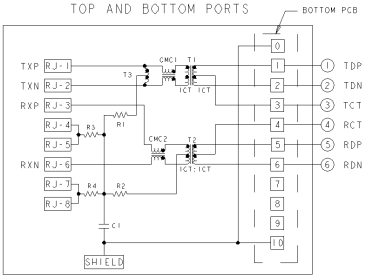 TOP AND BOTTOM PORTS
BOTTOM PCB
0
TXP RJ-1 CMC1 T1 1 1 TDP
T3
TXN RJ-2 1CT 1CT 2 2 TDN
RXP RJ-3 3 3 TCT
RJ-4 R3 R1 4 4 RCT
RJ-5 CMC2 T2 5 5 RDP
RXN RJ-6 1CT:1CT 6 6 RDN
RJ-7 R4 R2 7
RJ-8 8
C1 9
10
SHIELD